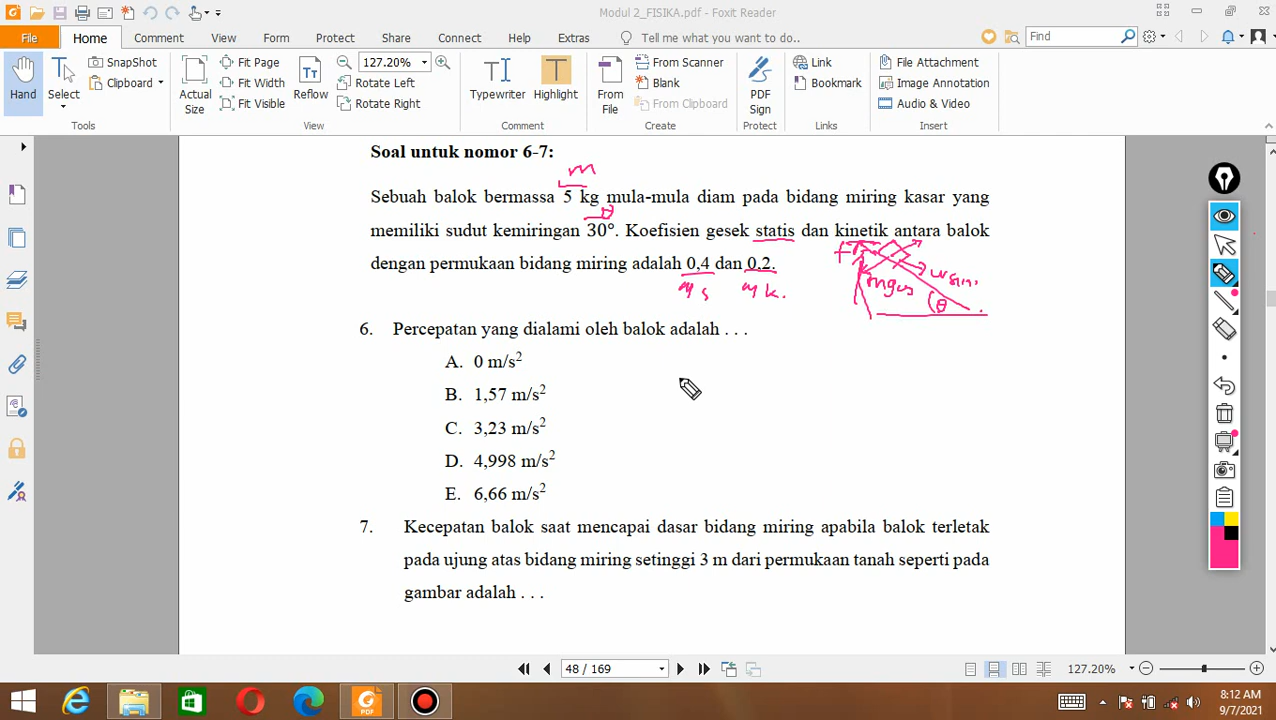 Modul 2_FISIKA.pdf - Foxit Reader
File Home Comment View Form Protect Share Connect Help Extras Tell me what you want to do.. Find
Hand Select SnapShot Clipboard Actual Size Fit Page Fit Width Fit Visible Reflow 127.20% Rotate Left Rotate Right Typewriter Highlight From File From Scanner Blank From Clipboard PDF Sign Link Bookmark File Attachment Image Annotation Audio & Video
Tools View Comment Create Protect Links Insert
Soal untuk nomor 6-7:
m
Sebuah balok bermassa 5 kg mula-mula diam pada bidang miring kasar yang
θ
memiliki sudut kemiringan 30°. Koefisien gesek statis dan kinetik antara balok
dengan permukaan bidang miring adalah 0,4 dan 0,2.
f
w sin.
μs μk.
mg cos
θ
6. Percepatan yang dialami oleh balok adalah . . .
A. 0 m/s²
B. 1,57 m/s²
C. 3,23 m/s²
D. 4,998 m/s²
E. 6,66 m/s²
7. Kecepatan balok saat mencapai dasar bidang miring apabila balok terletak
pada ujung atas bidang miring setinggi 3 m dari permukaan tanah seperti pada
gambar adalah . . .
48 / 169 127.20%
PDF
8:12 AM
9/7/2021